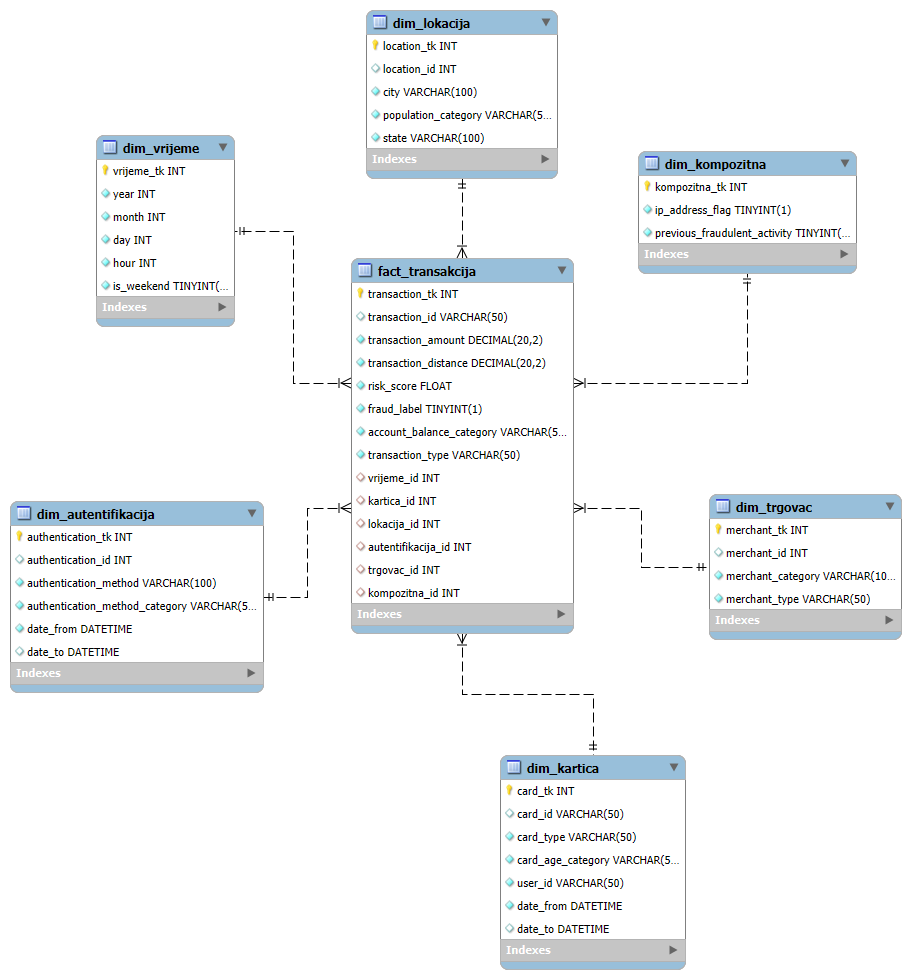 dim_lokacija
location_tk INT
location_id INT
city VARCHAR(100)
population_category VARCHAR(5...
state VARCHAR(100)
Indexes
dim_vrijeme
vrijeme_tk INT
year INT
month INT
day INT
hour INT
is_weekend TINYINT(...
Indexes
dim_kompozitna
kompozitna_tk INT
ip_address_flag TINYINT(1)
previous_fraudulent_activity TINYINT(...
Indexes
fact_transakcija
transaction_tk INT
transaction_id VARCHAR(50)
transaction_amount DECIMAL(20,2)
transaction_distance DECIMAL(20,2)
risk_score FLOAT
fraud_label TINYINT(1)
account_balance_category VARCHAR(5...
transaction_type VARCHAR(50)
vrijeme_id INT
kartica_id INT
lokacija_id INT
autentifikacija_id INT
trgovac_id INT
kompozitna_id INT
Indexes
dim_autentifikacija
authentication_tk INT
authentication_id INT
authentication_method VARCHAR(100)
authentication_method_category VARCHAR(5...
date_from DATETIME
date_to DATETIME
Indexes
dim_trgovac
merchant_tk INT
merchant_id INT
merchant_category VARCHAR(10...
merchant_type VARCHAR(50)
Indexes
dim_kartica
card_tk INT
card_id VARCHAR(50)
card_type VARCHAR(50)
card_age_category VARCHAR(5...
user_id VARCHAR(50)
date_from DATETIME
date_to DATETIME
Indexes